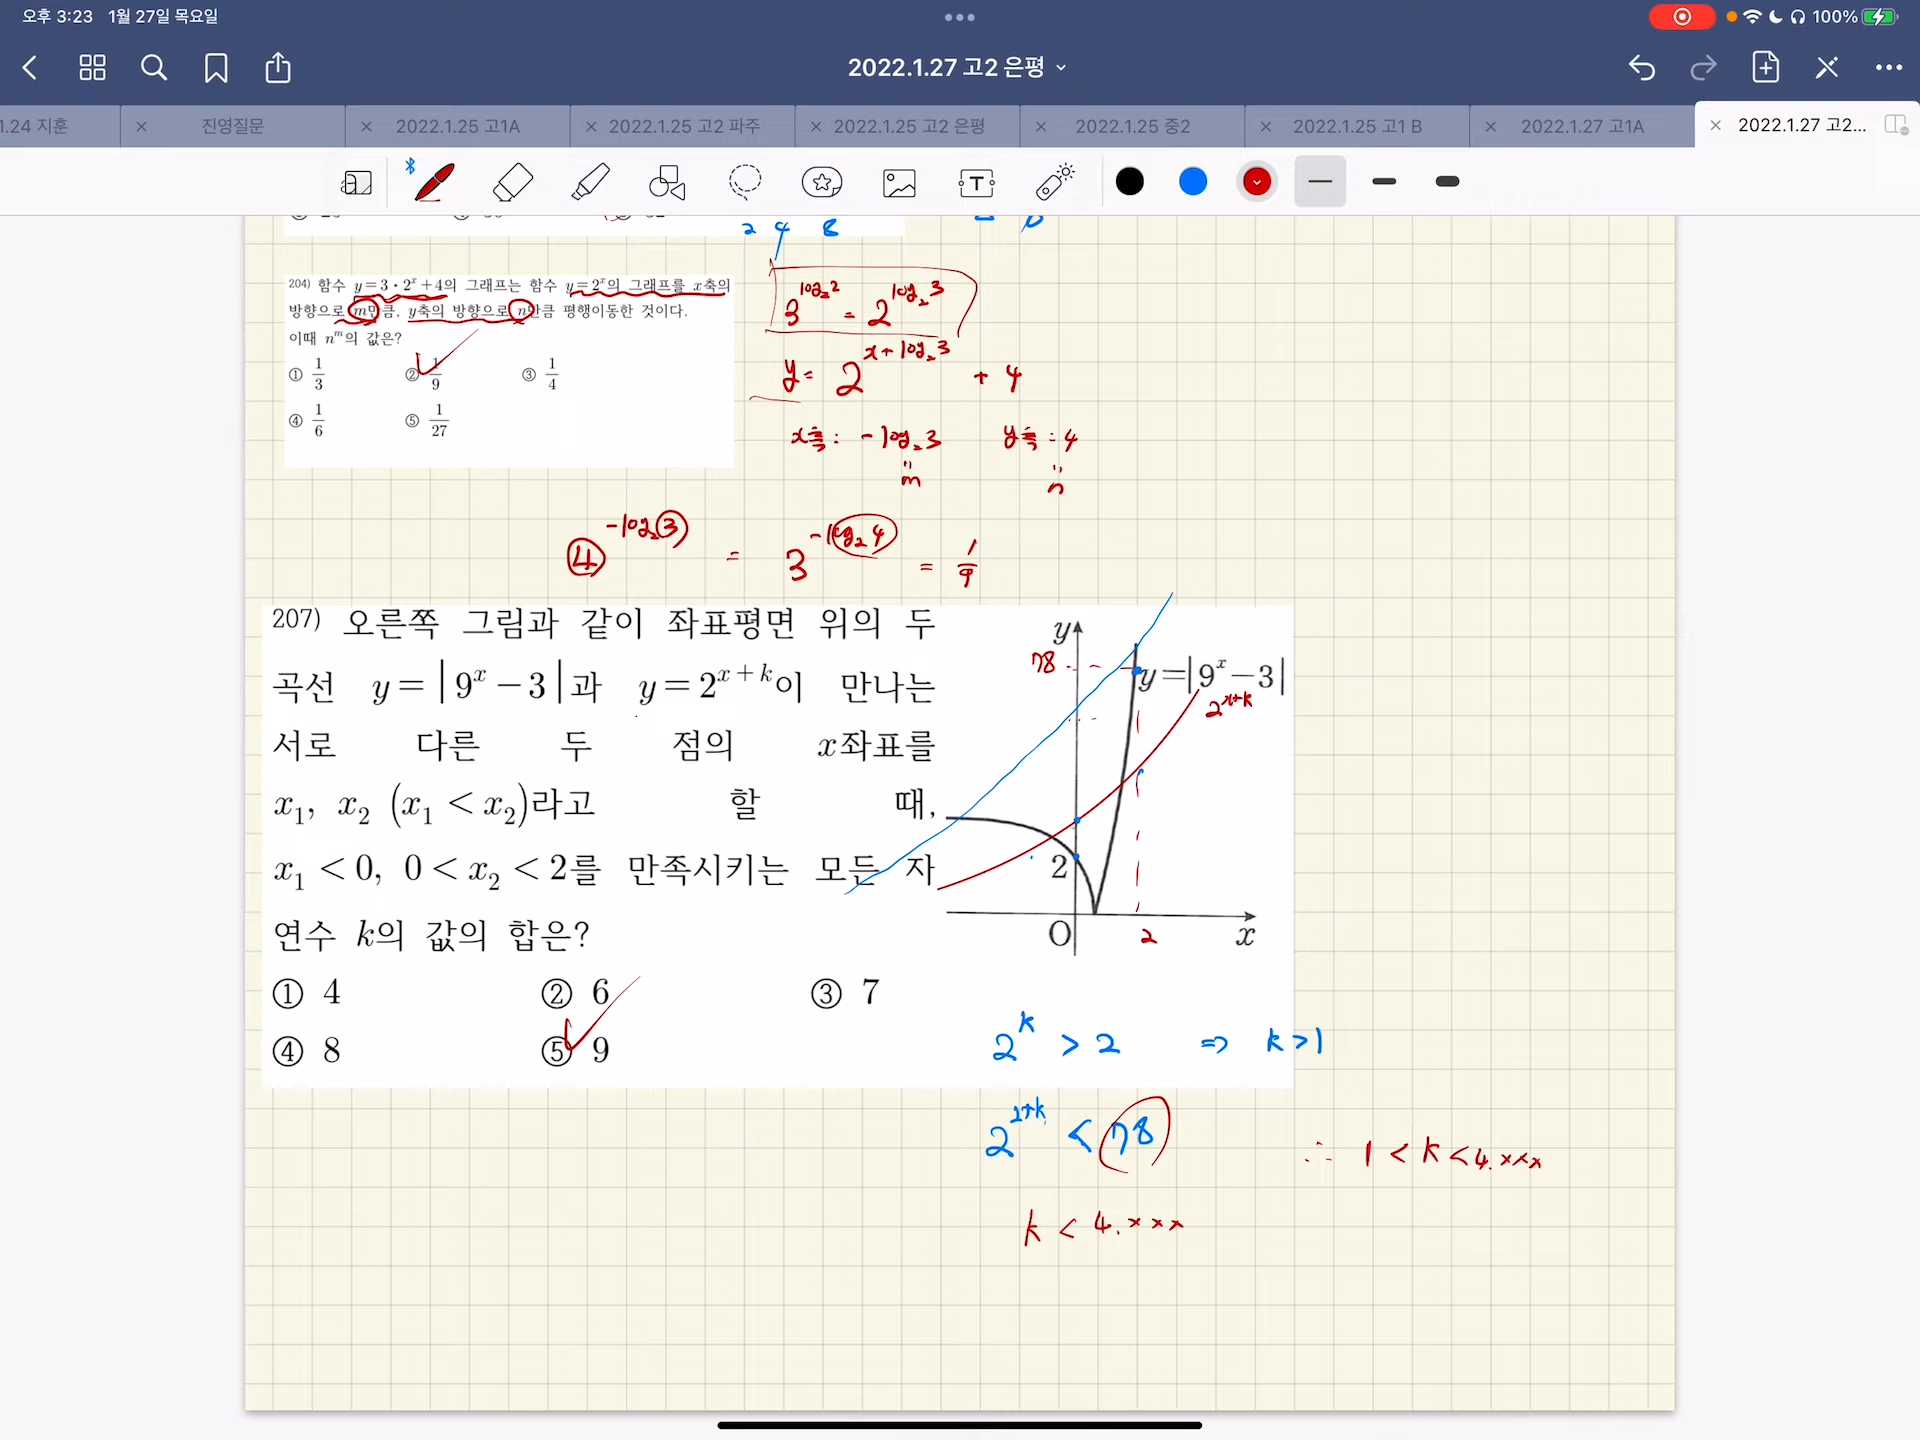 오후 3:23 1월 27일 목요일
100%
2022.1.27 고2 은평
1.24 지훈
진영질문
2022.1.25 고1A
2022.1.25 고2 파주
2022.1.25 고2 은평
2022.1.25 중2
2022.1.25 고1 B
2022.1.27 고1A
2022.1.27 고2...
2 4 8
204) 함수 y=3·2^x+4의 그래프는 함수 y=2^x의 그래프를 x축의
방향으로 m만큼, y축의 방향으로 n만큼 평행이동한 것이다.
이때 n^m의 값은?
① 1/3 ② 1/9 ③ 1/4
④ 1/6 ⑤ 1/27
3^{log₂2} = 2^{log₂3}
y= 2^{x+log₂3} + 4
x축: -log₂3 y축: 4
" "
m n
4^{-log₂3} = 3^{-log₂4} = 1/9
207) 오른쪽 그림과 같이 좌표평면 위의 두
곡선 y=|9^x-3|과 y=2^{x+k}이 만나는
서로 다른 두 점의 x좌표를
x₁, x₂ (x₁<x₂)라고 할 때,
x₁<0, 0<x₂<2를 만족시키는 모든 자
연수 k의 값의 합은?
① 4 ② 6 ③ 7
④ 8 ⑤ 9
y
78
y=|9^x-3|
2^{x+k}
2
O 2 x
2^k > 2 ⇒ k>1
2^{2+k} < 78
∴ 1 < k < 4.xxx
k < 4.xxx